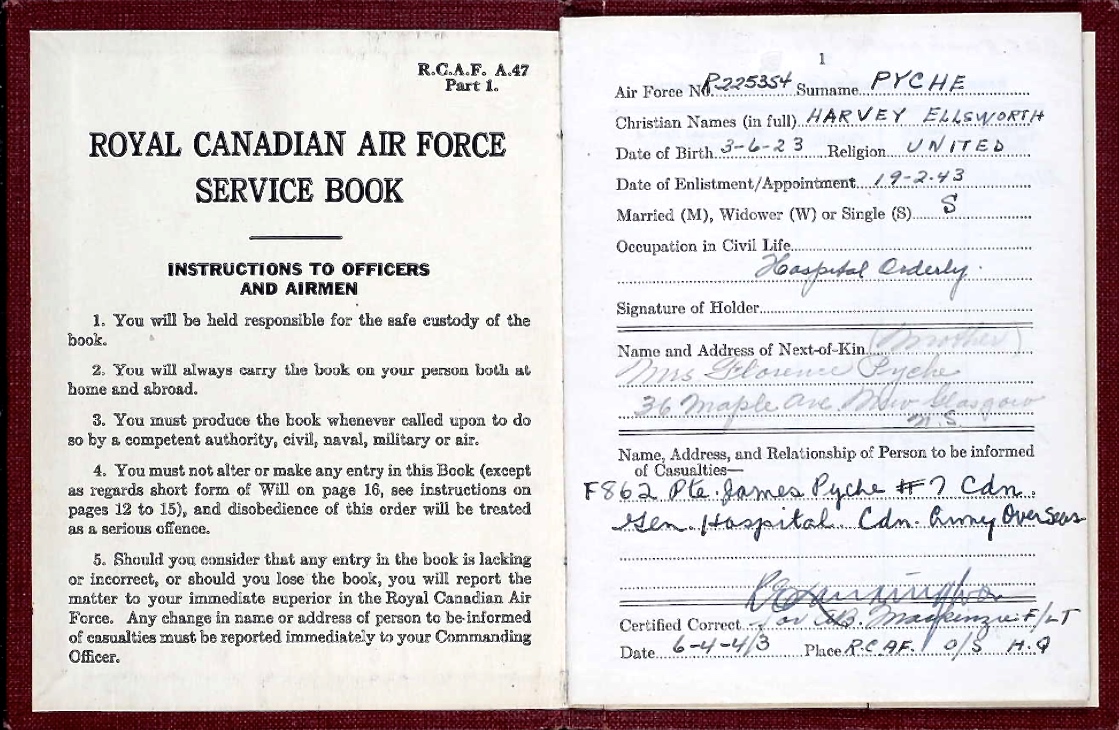 R.C.A.F. A.47
Part 1.
ROYAL CANADIAN AIR FORCE
SERVICE BOOK
INSTRUCTIONS TO OFFICERS
AND AIRMEN
1. You will be held responsible for the safe custody of the
book.
2. You will always carry the book on your person both at
home and abroad.
3. You must produce the book whenever called upon to do
so by a competent authority, civil, naval, military or air.
4. You must not alter or make any entry in this Book (except
as regards short form of Will on page 16, see instructions on
pages 12 to 15), and disobedience of this order will be treated
as a serious offence.
5. Should you consider that any entry in the book is lacking
or incorrect, or should you lose the book, you will report the
matter to your immediate superior in the Royal Canadian Air
Force. Any change in name or address of person to be informed
of casualties must be reported immediately to your Commanding
Officer.
1
Air Force No. R225354 Surname PYCHE
Christian Names (in full) HARVEY ELLSWORTH
Date of Birth 3-6-23 Religion UNITED
Date of Enlistment/Appointment 19-2-43
Married (M), Widower (W) or Single (S) S
Occupation in Civil Life
Hospital Orderly.
Signature of Holder
Name and Address of Next-of-Kin (Mother)
Mrs Florence Pyche
36 Maple Ave. New Glasgow
N.S.
Name, Address, and Relationship of Person to be informed
of Casualties—
F862 Pte. James Pyche #7 Cdn.
Gen. Hospital Cdn. Army Overseas
Certified Correct for Mackinzie F/LT
Date 6-4-43 Place R.C.AF. O/S H.Q